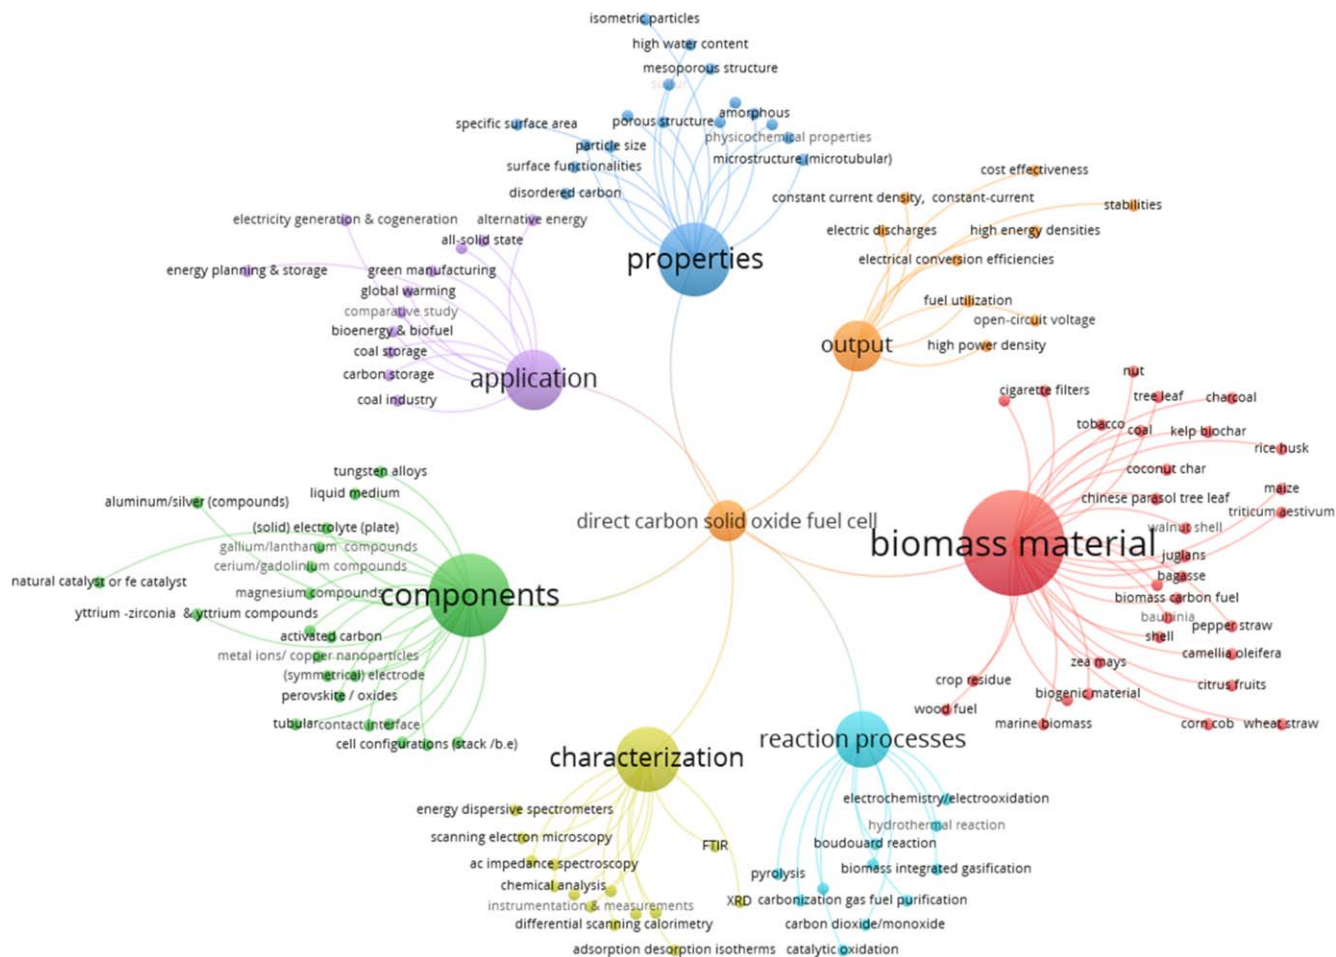 isometric particles
high water content
mesoporous structure
sulfur
amorphous
specific surface area
porous structure
physicochemical properties
particle size
microstructure (microtubular)
surface functionalities
disordered carbon
properties
cost effectiveness
constant current density, constant-current
stabilities
electric discharges
high energy densities
electrical conversion efficiencies
fuel utilization
open-circuit voltage
high power density
output
electricity generation & cogeneration
alternative energy
all-solid state
energy planning & storage
green manufacturing
global warming
comparative study
bioenergy & biofuel
coal storage
carbon storage
coal industry
application
nut
cigarette filters
tree leaf
charcoal
tobacco
coal
kelp biochar
rice husk
coconut char
maize
chinese parasol tree leaf
triticum aestivum
walnut shell
biomass material
juglans
bagasse
biomass carbon fuel
bauhinia
pepper straw
shell
camellia oleifera
zea mays
crop residue
citrus fruits
biogenic material
wood fuel
marine biomass
corn cob
wheat straw
direct carbon solid oxide fuel cell
tungsten alloys
liquid medium
aluminum/silver (compounds)
(solid) electrolyte (plate)
gallium/lanthanum compounds
cerium/gadolinium compounds
natural catalyst or fe catalyst
magnesium compounds
components
yttrium -zirconia & yttrium compounds
activated carbon
metal ions/ copper nanoparticles
(symmetrical) electrode
perovskite / oxides
tubular
contact interface
cell configurations (stack /b.e)
characterization
energy dispersive spectrometers
scanning electron microscopy
FTIR
ac impedance spectroscopy
chemical analysis
XRD
instrumentation & measurements
differential scanning calorimetry
adsorption desorption isotherms
reaction processes
electrochemistry/electrooxidation
hydrothermal reaction
boudouard reaction
biomass integrated gasification
pyrolysis
carbonization gas fuel purification
carbon dioxide/monoxide
catalytic oxidation